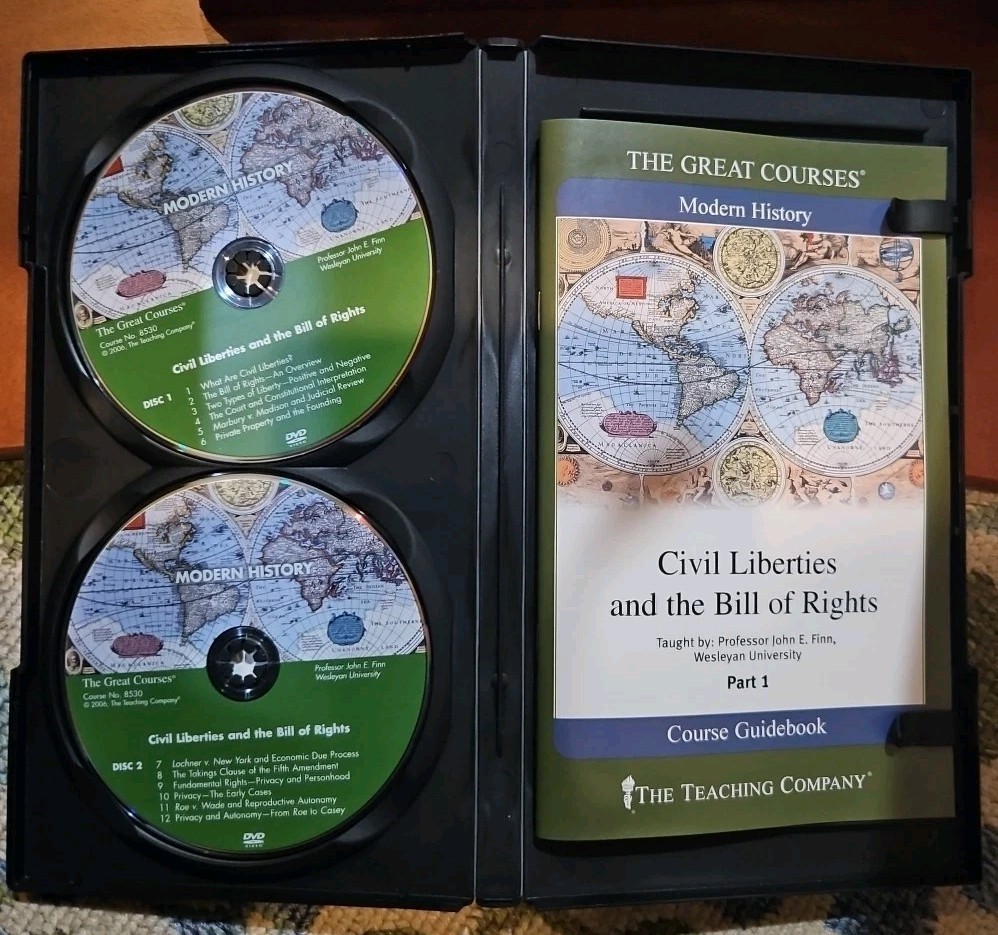 MODERN HISTORY
Professor John E. Finn
Wesleyan University
The Great Courses®
Course No. 8530
© 2006, The Teaching Company®
Civil Liberties and the Bill of Rights
DISC 1
1 What Are Civil Liberties?
2 The Bill of Rights—An Overview
3 Two Types of Liberty—Positive and Negative
4 The Court and Constitutional Interpretation
5 Marbury v. Madison and Judicial Review
6 Private Property and the Founding
DVD
VIDEO
MODERN HISTORY
Professor John E. Finn
Wesleyan University
The Great Courses®
Course No. 8530
© 2006, The Teaching Company®
Civil Liberties and the Bill of Rights
DISC 2
7 Lochner v. New York and Economic Due Process
8 The Takings Clause of the Fifth Amendment
9 Fundamental Rights—Privacy and Personhood
10 Privacy—The Early Cases
11 Roe v. Wade and Reproductive Autonomy
12 Privacy and Autonomy—From Roe to Casey
DVD
VIDEO
THE GREAT COURSES®
Modern History
MAGALLANICA
THE SOUTHERNE
UNKNOWNE LAND
Civil Liberties
and the Bill of Rights
Taught by: Professor John E. Finn,
Wesleyan University
Part 1
Course Guidebook
THE TEACHING COMPANY®